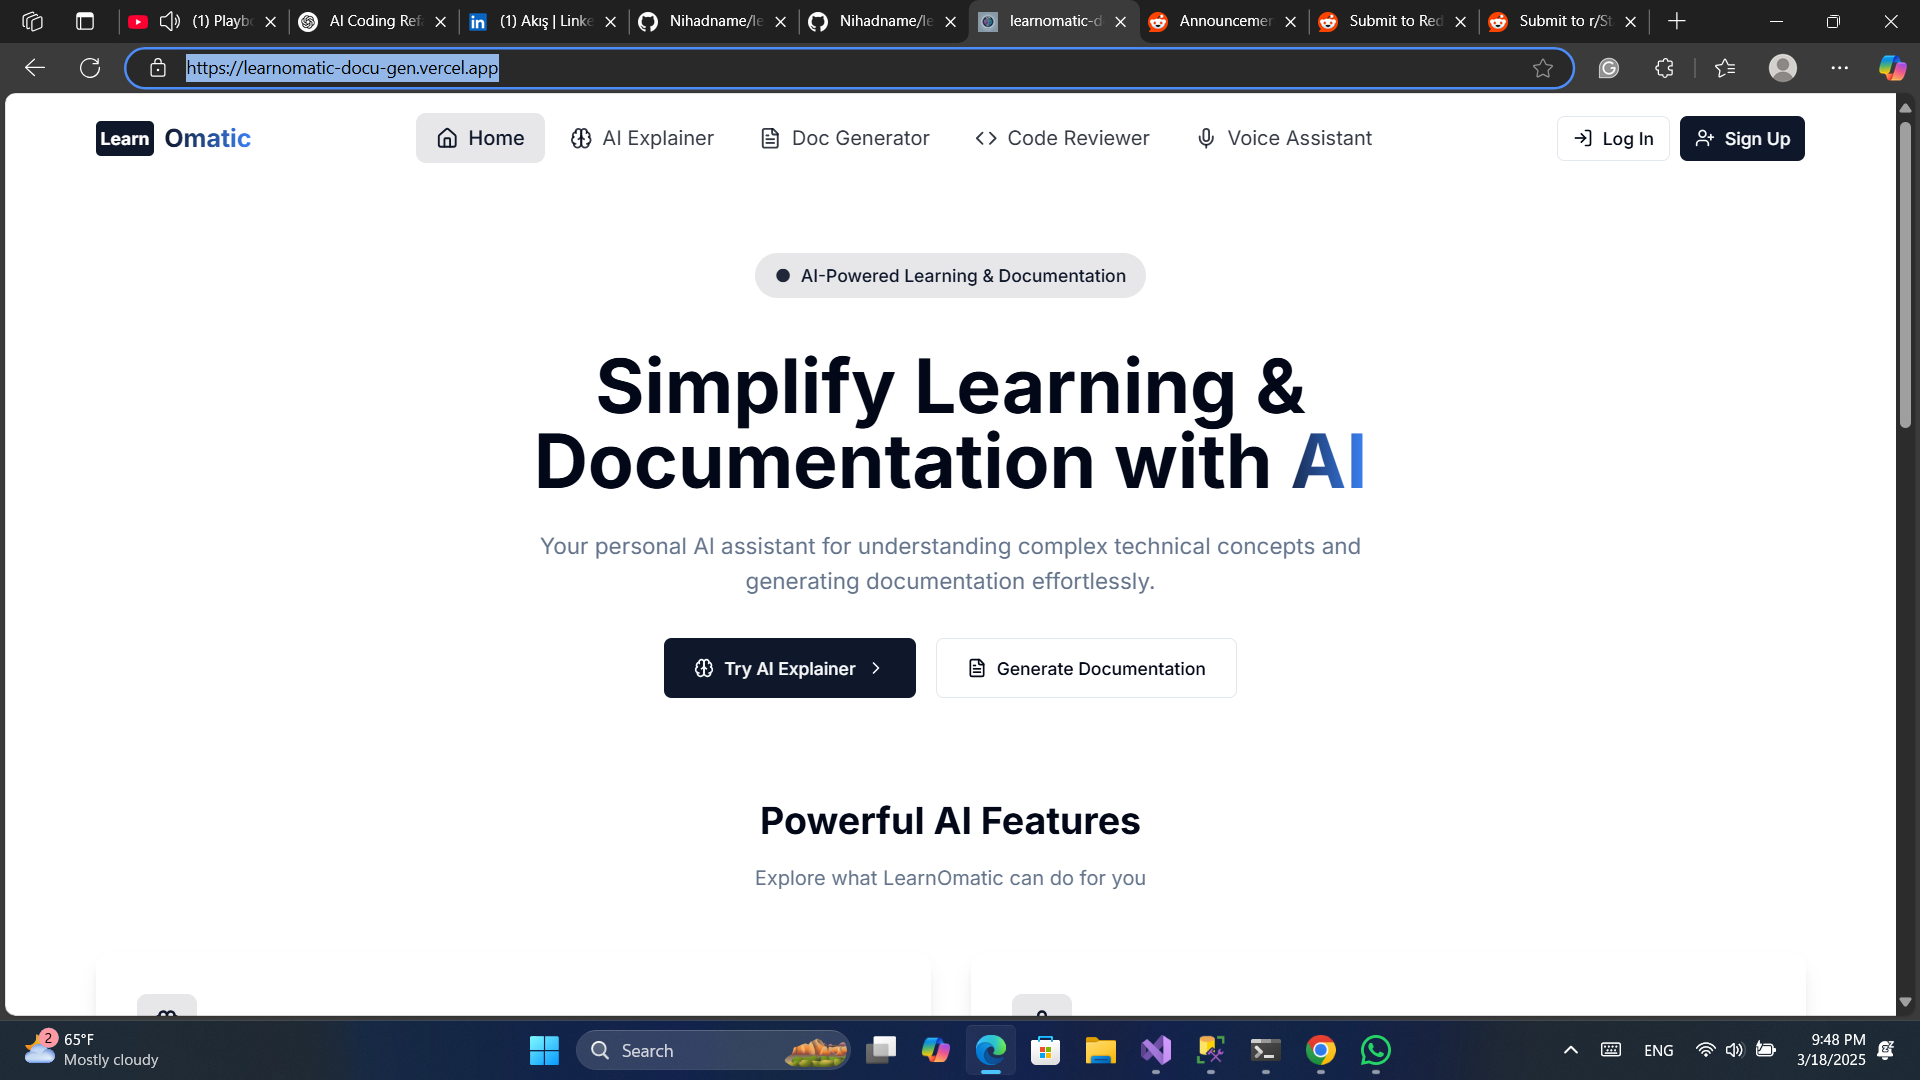 (1) Playbo
AI Coding Refa
(1) Akış | Linke
Nihadname/le
Nihadname/le
learnomatic-d
Announcemen
Submit to Red
Submit to r/St
https://learnomatic-docu-gen.vercel.app
Learn Omatic
Home
AI Explainer
Doc Generator
Code Reviewer
Voice Assistant
Log In
Sign Up
AI-Powered Learning & Documentation
Simplify Learning &
Documentation with AI
Your personal AI assistant for understanding complex technical concepts and
generating documentation effortlessly.
Try AI Explainer
Generate Documentation
Powerful AI Features
Explore what LearnOmatic can do for you
2
65°F
Mostly cloudy
Search
ENG
9:48 PM
3/18/2025